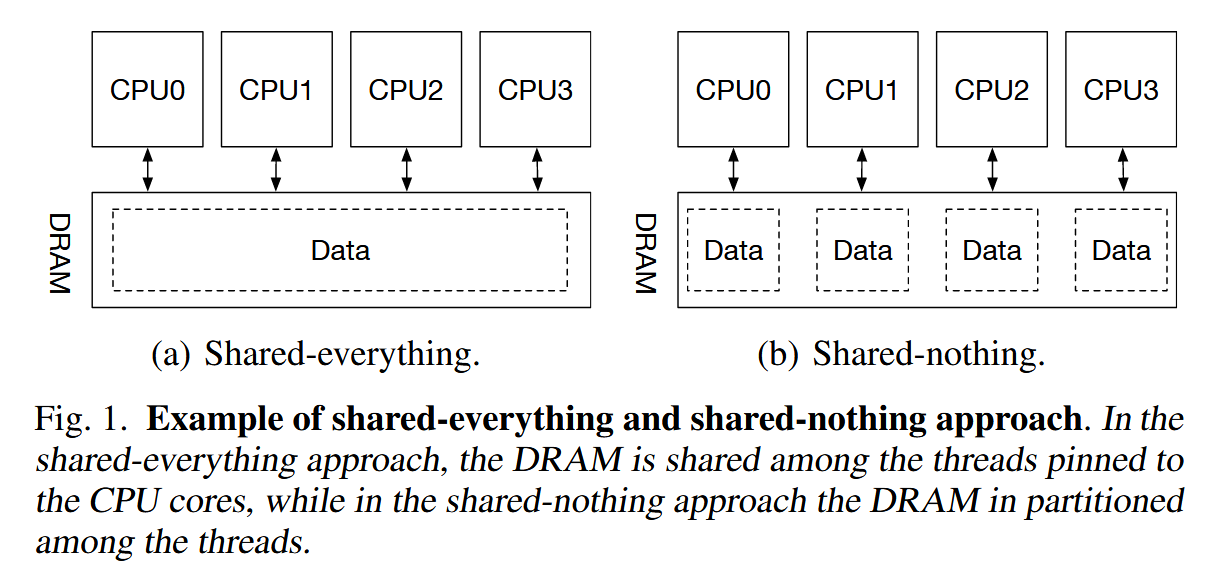 CPU0 CPU1 CPU2 CPU3
DRAM
Data
(a) Shared-everything.
CPU0 CPU1 CPU2 CPU3
DRAM
Data Data Data Data
(b) Shared-nothing.
Fig. 1. Example of shared-everything and shared-nothing approach. In the
shared-everything approach, the DRAM is shared among the threads pinned to
the CPU cores, while in the shared-nothing approach the DRAM in partitioned
among the threads.